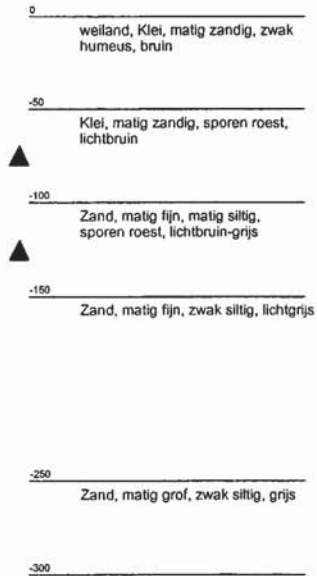 0
weiland, Klei, matig zandig, zwak
humeus, bruin
-50
Klei, matig zandig, sporen roest,
lichtbruin
-100
Zand, matig fijn, matig siltig,
sporen roest, lichtbruin-grijs
-150
Zand, matig fijn, zwak siltig, lichtgrijs
-250
Zand, matig grof, zwak siltig, grijs
-300